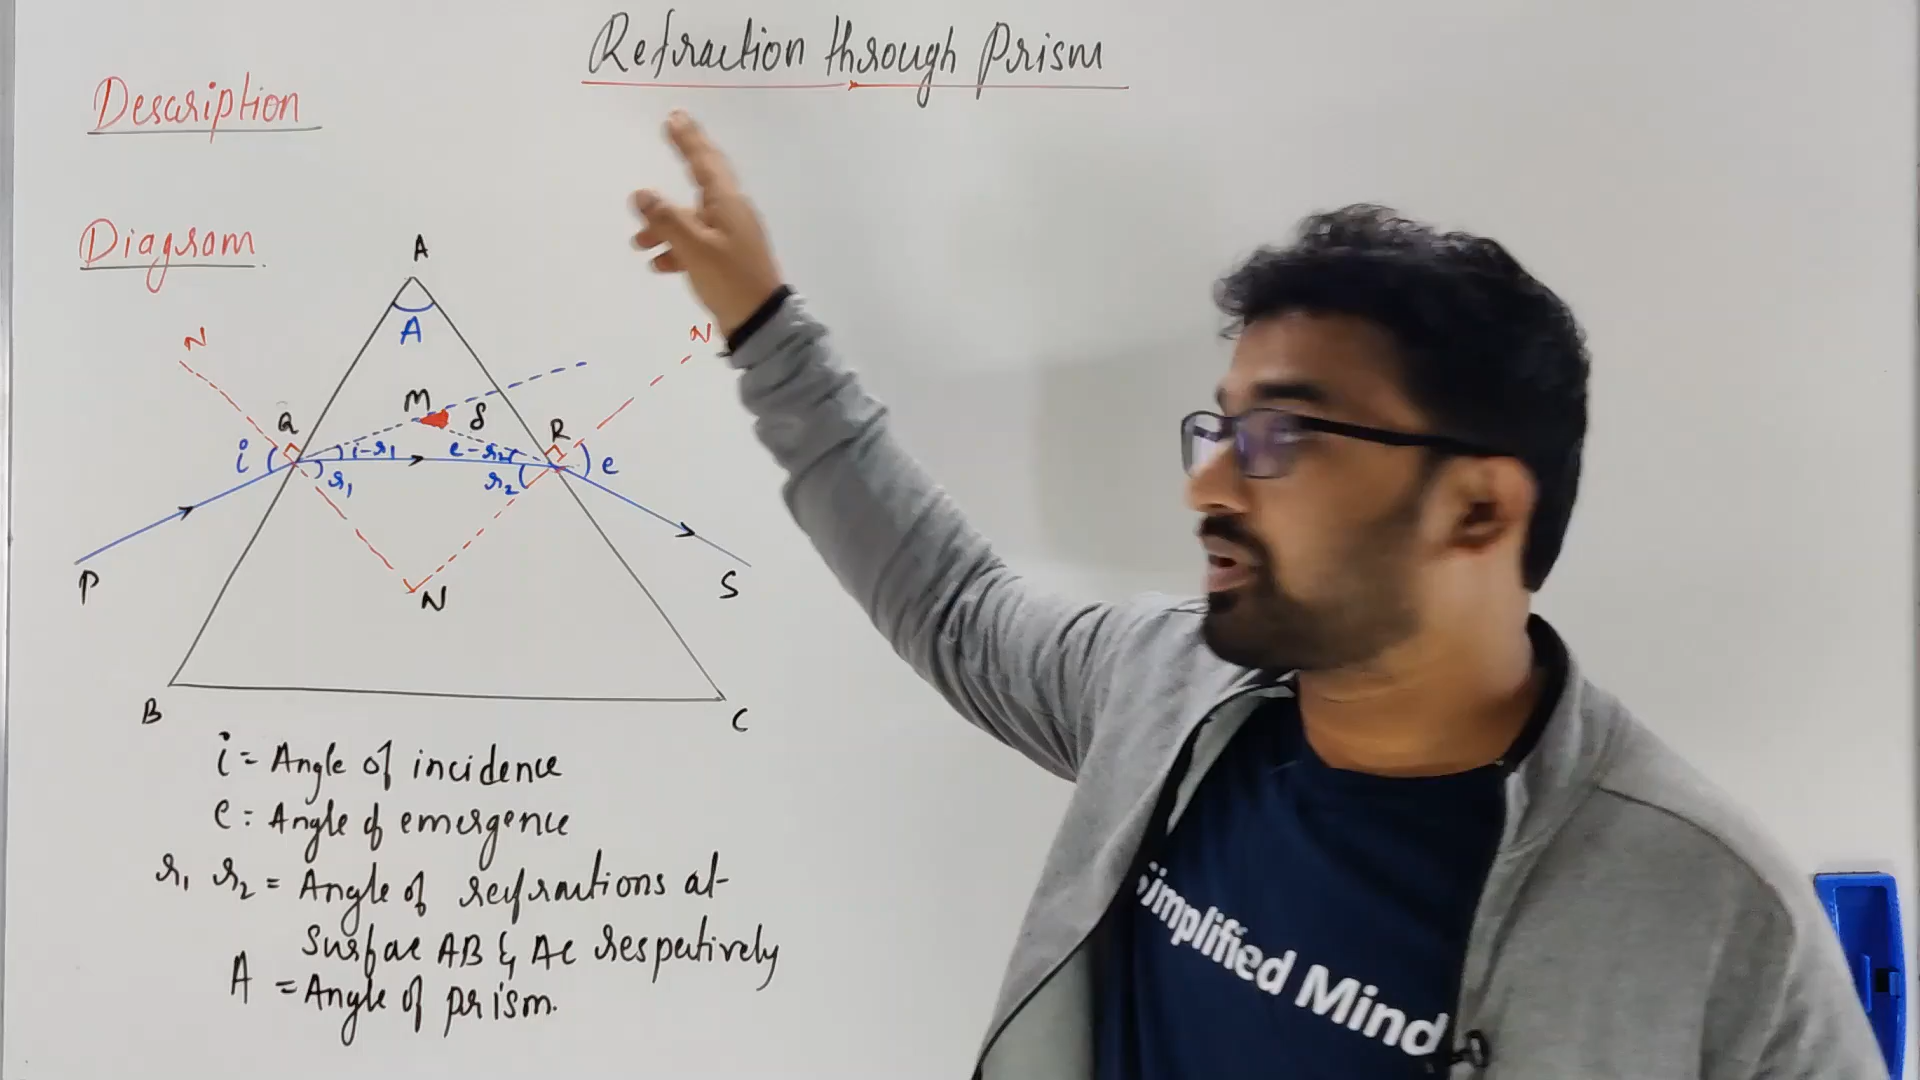 Refraction through Prism
Description
Diagram
A
A
N
N
M
δ
Q
R
i
i-r₁
e-r₂
e
r₁
r₂
P
S
N
B
C
i = Angle of incidence
e = Angle of emergence
r₁ r₂ = Angle of refractions at
Surface AB & AC respectively
A = Angle of prism.
Simplified Mind